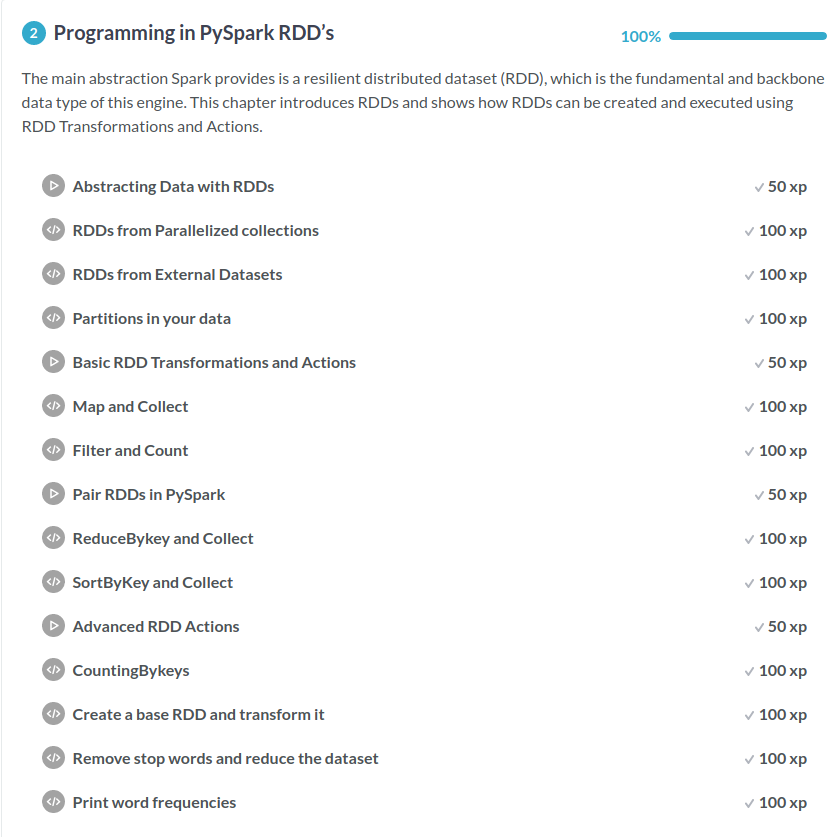 2 Programming in PySpark RDD's 100%
The main abstraction Spark provides is a resilient distributed dataset (RDD), which is the fundamental and backbone
data type of this engine. This chapter introduces RDDs and shows how RDDs can be created and executed using
RDD Transformations and Actions.
Abstracting Data with RDDs 50 xp
RDDs from Parallelized collections 100 xp
RDDs from External Datasets 100 xp
Partitions in your data 100 xp
Basic RDD Transformations and Actions 50 xp
Map and Collect 100 xp
Filter and Count 100 xp
Pair RDDs in PySpark 50 xp
ReduceBykey and Collect 100 xp
SortByKey and Collect 100 xp
Advanced RDD Actions 50 xp
CountingBykeys 100 xp
Create a base RDD and transform it 100 xp
Remove stop words and reduce the dataset 100 xp
Print word frequencies 100 xp